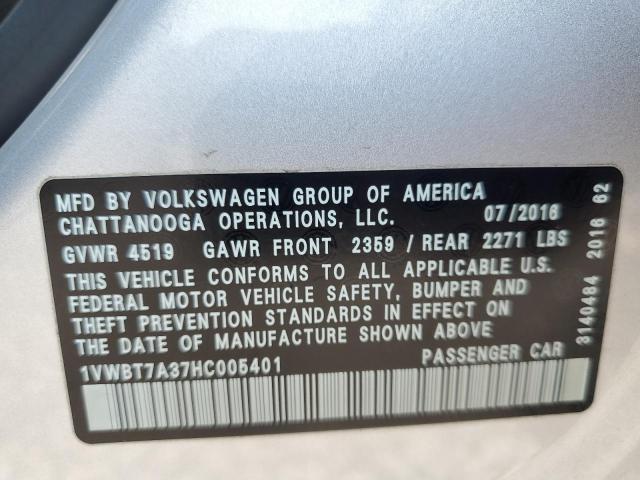 MFD BY VOLKSWAGEN GROUP OF AMERICA
CHATTANOOGA OPERATIONS, LLC. 07/2016
GVWR 4519 GAWR FRONT 2359 / REAR 2271 LBS
THIS VEHICLE CONFORMS TO ALL APPLICABLE U.S.
FEDERAL MOTOR VEHICLE SAFETY, BUMPER AND
THEFT PREVENTION STANDARDS IN EFFECT ON
THE DATE OF MANUFACTURE SHOWN ABOVE
1VWBT7A37HC005401 PASSENGER CAR
3140484 2016 62